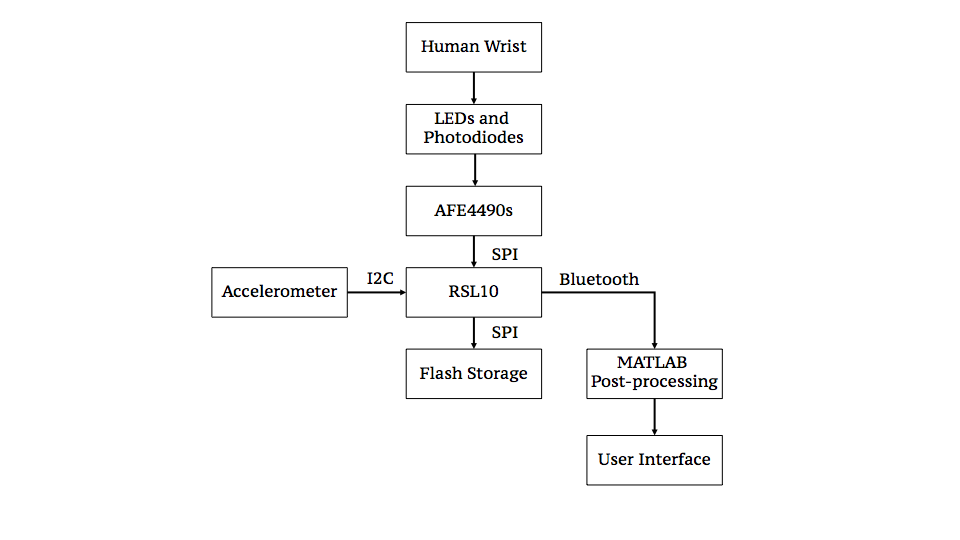 Human Wrist
LEDs and
Photodiodes
AFE4490s
SPI
Accelerometer
I2C
RSL10
Bluetooth
SPI
Flash Storage
MATLAB
Post-processing
User Interface